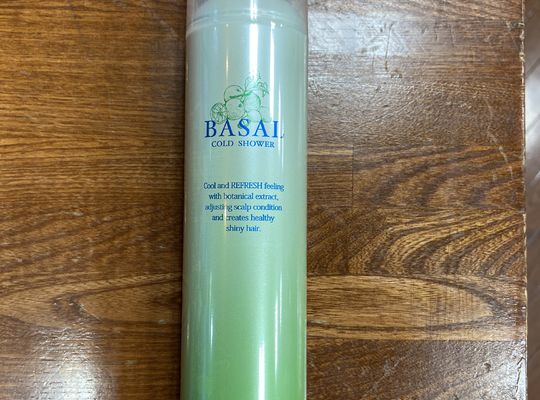 BASAL
COLD SHOWER
Cool and REFRESH feeling
with botanical extract,
adjusting scalp condition
and creates healthy
shiny hair.